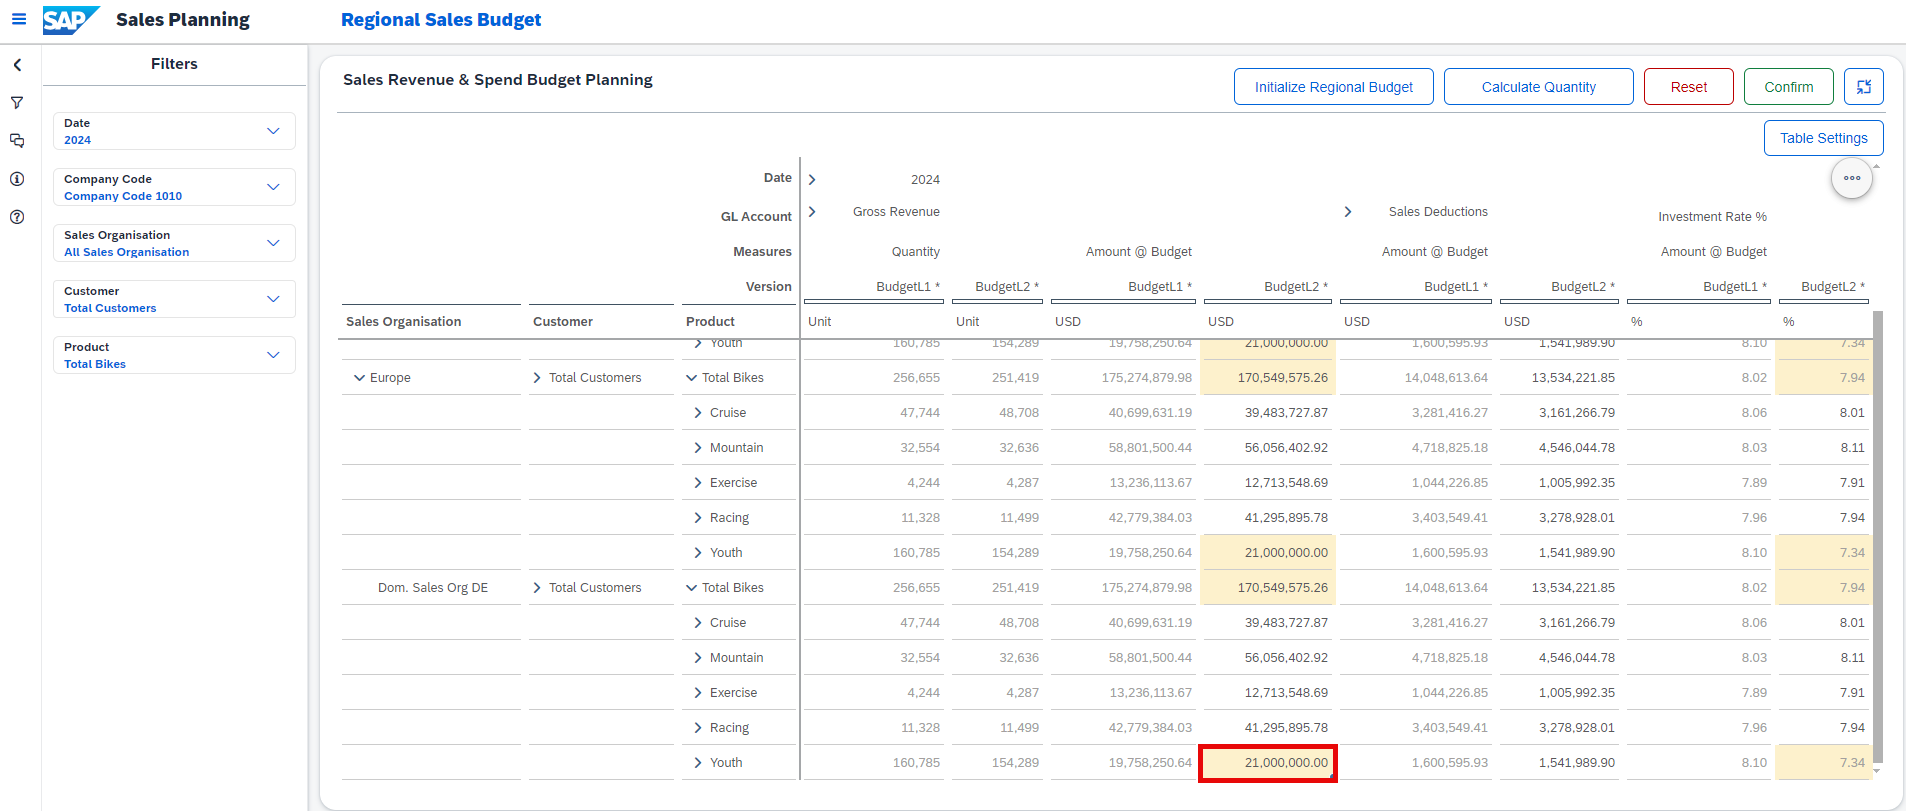 SAP Sales Planning Regional Sales Budget
Filters
Date
2024
Company Code
Company Code 1010
Sales Organisation
All Sales Organisation
Customer
Total Customers
Product
Total Bikes
Sales Revenue & Spend Budget Planning
Initialize Regional Budget Calculate Quantity Reset Confirm
Table Settings
Date 2024
GL Account Gross Revenue Sales Deductions Investment Rate %
Measures Quantity Amount @ Budget Amount @ Budget Amount @ Budget
Version BudgetL1 * BudgetL2 * BudgetL1 * BudgetL2 * BudgetL1 * BudgetL2 * BudgetL1 * BudgetL2 *
Sales Organisation Customer Product Unit Unit USD USD USD USD % %
Youth 160,785 154,289 19,758,250.64 21,000,000.00 1,600,595.93 1,541,989.90 8.10 7.34
Europe Total Customers Total Bikes 256,655 251,419 175,274,879.98 170,549,575.26 14,048,613.64 13,534,221.85 8.02 7.94
Cruise 47,744 48,708 40,699,631.19 39,483,727.87 3,281,416.27 3,161,266.79 8.06 8.01
Mountain 32,554 32,636 58,801,500.44 56,056,402.92 4,718,825.18 4,546,044.78 8.03 8.11
Exercise 4,244 4,287 13,236,113.67 12,713,548.69 1,044,226.85 1,005,992.35 7.89 7.91
Racing 11,328 11,499 42,779,384.03 41,295,895.78 3,403,549.41 3,278,928.01 7.96 7.94
Youth 160,785 154,289 19,758,250.64 21,000,000.00 1,600,595.93 1,541,989.90 8.10 7.34
Dom. Sales Org DE Total Customers Total Bikes 256,655 251,419 175,274,879.98 170,549,575.26 14,048,613.64 13,534,221.85 8.02 7.94
Cruise 47,744 48,708 40,699,631.19 39,483,727.87 3,281,416.27 3,161,266.79 8.06 8.01
Mountain 32,554 32,636 58,801,500.44 56,056,402.92 4,718,825.18 4,546,044.78 8.03 8.11
Exercise 4,244 4,287 13,236,113.67 12,713,548.69 1,044,226.85 1,005,992.35 7.89 7.91
Racing 11,328 11,499 42,779,384.03 41,295,895.78 3,403,549.41 3,278,928.01 7.96 7.94
Youth 160,785 154,289 19,758,250.64 21,000,000.00 1,600,595.93 1,541,989.90 8.10 7.34